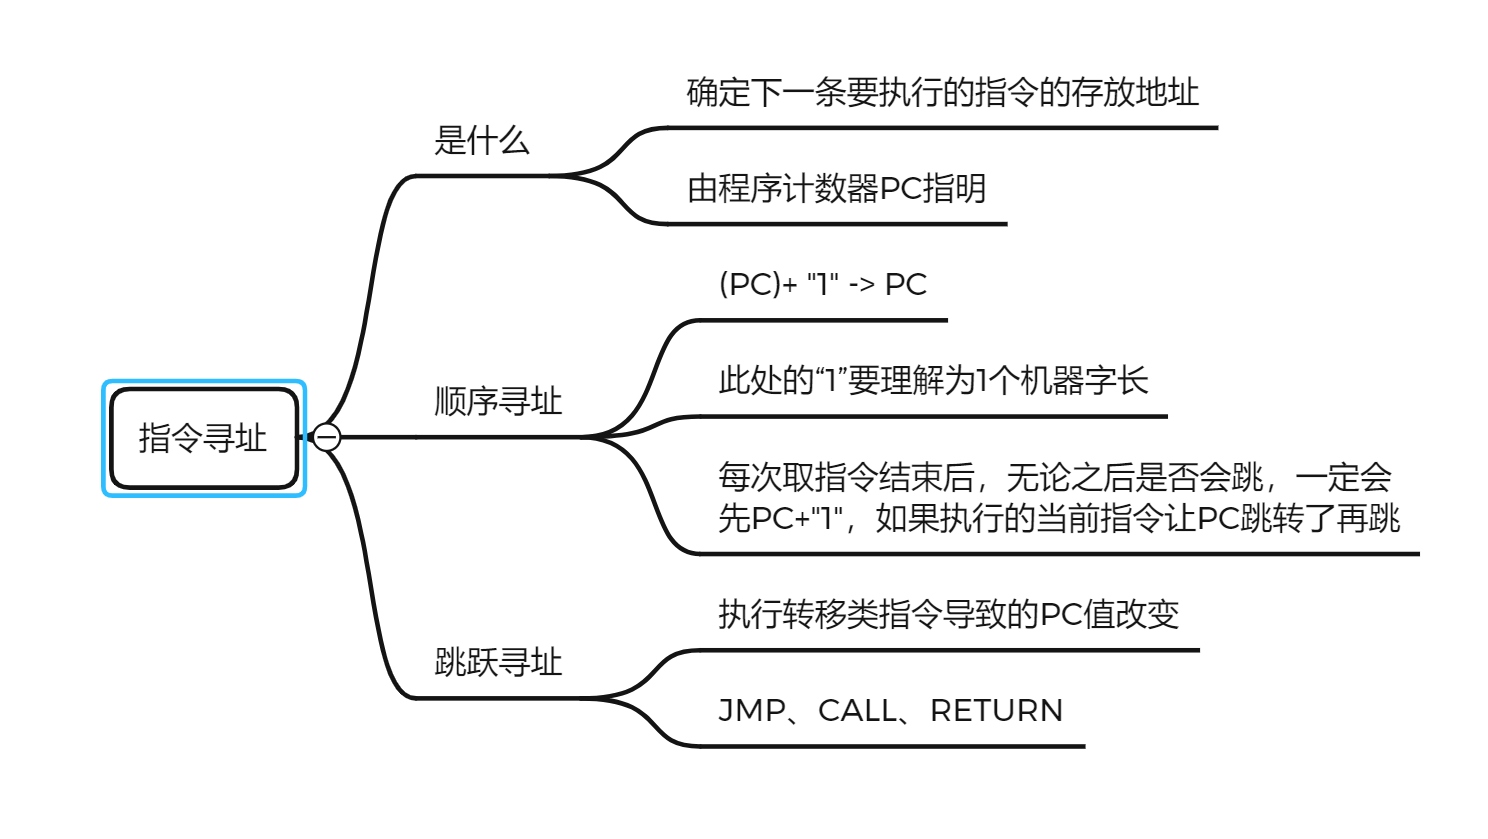 确定下一条要执行的指令的存放地址
是什么
由程序计数器PC指明
(PC)+ "1" -> PC
此处的“1”要理解为1个机器字长
顺序寻址
指令寻址
每次取指令结束后，无论之后是否会跳，一定会
先PC+"1"，如果执行的当前指令让PC跳转了再跳
执行转移类指令导致的PC值改变
跳跃寻址
JMP、CALL、RETURN